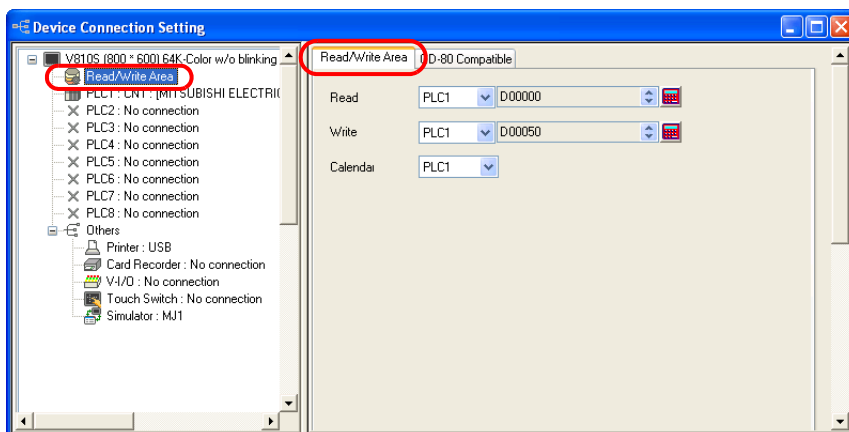 Device Connection Setting
V810S (800 * 600) 64K-Color w/o blinking
Read/Write Area
PLC1 : CNT : [MITSUBISHI ELECTRI
PLC2 : No connection
PLC3 : No connection
PLC4 : No connection
PLC5 : No connection
PLC6 : No connection
PLC7 : No connection
PLC8 : No connection
Others
Printer : USB
Card Recorder : No connection
V-I/O : No connection
Touch Switch : No connection
Simulator : MJ1
Read/Write Area
D-80 Compatible
Read PLC1 D00000
Write PLC1 D00050
Calendar PLC1